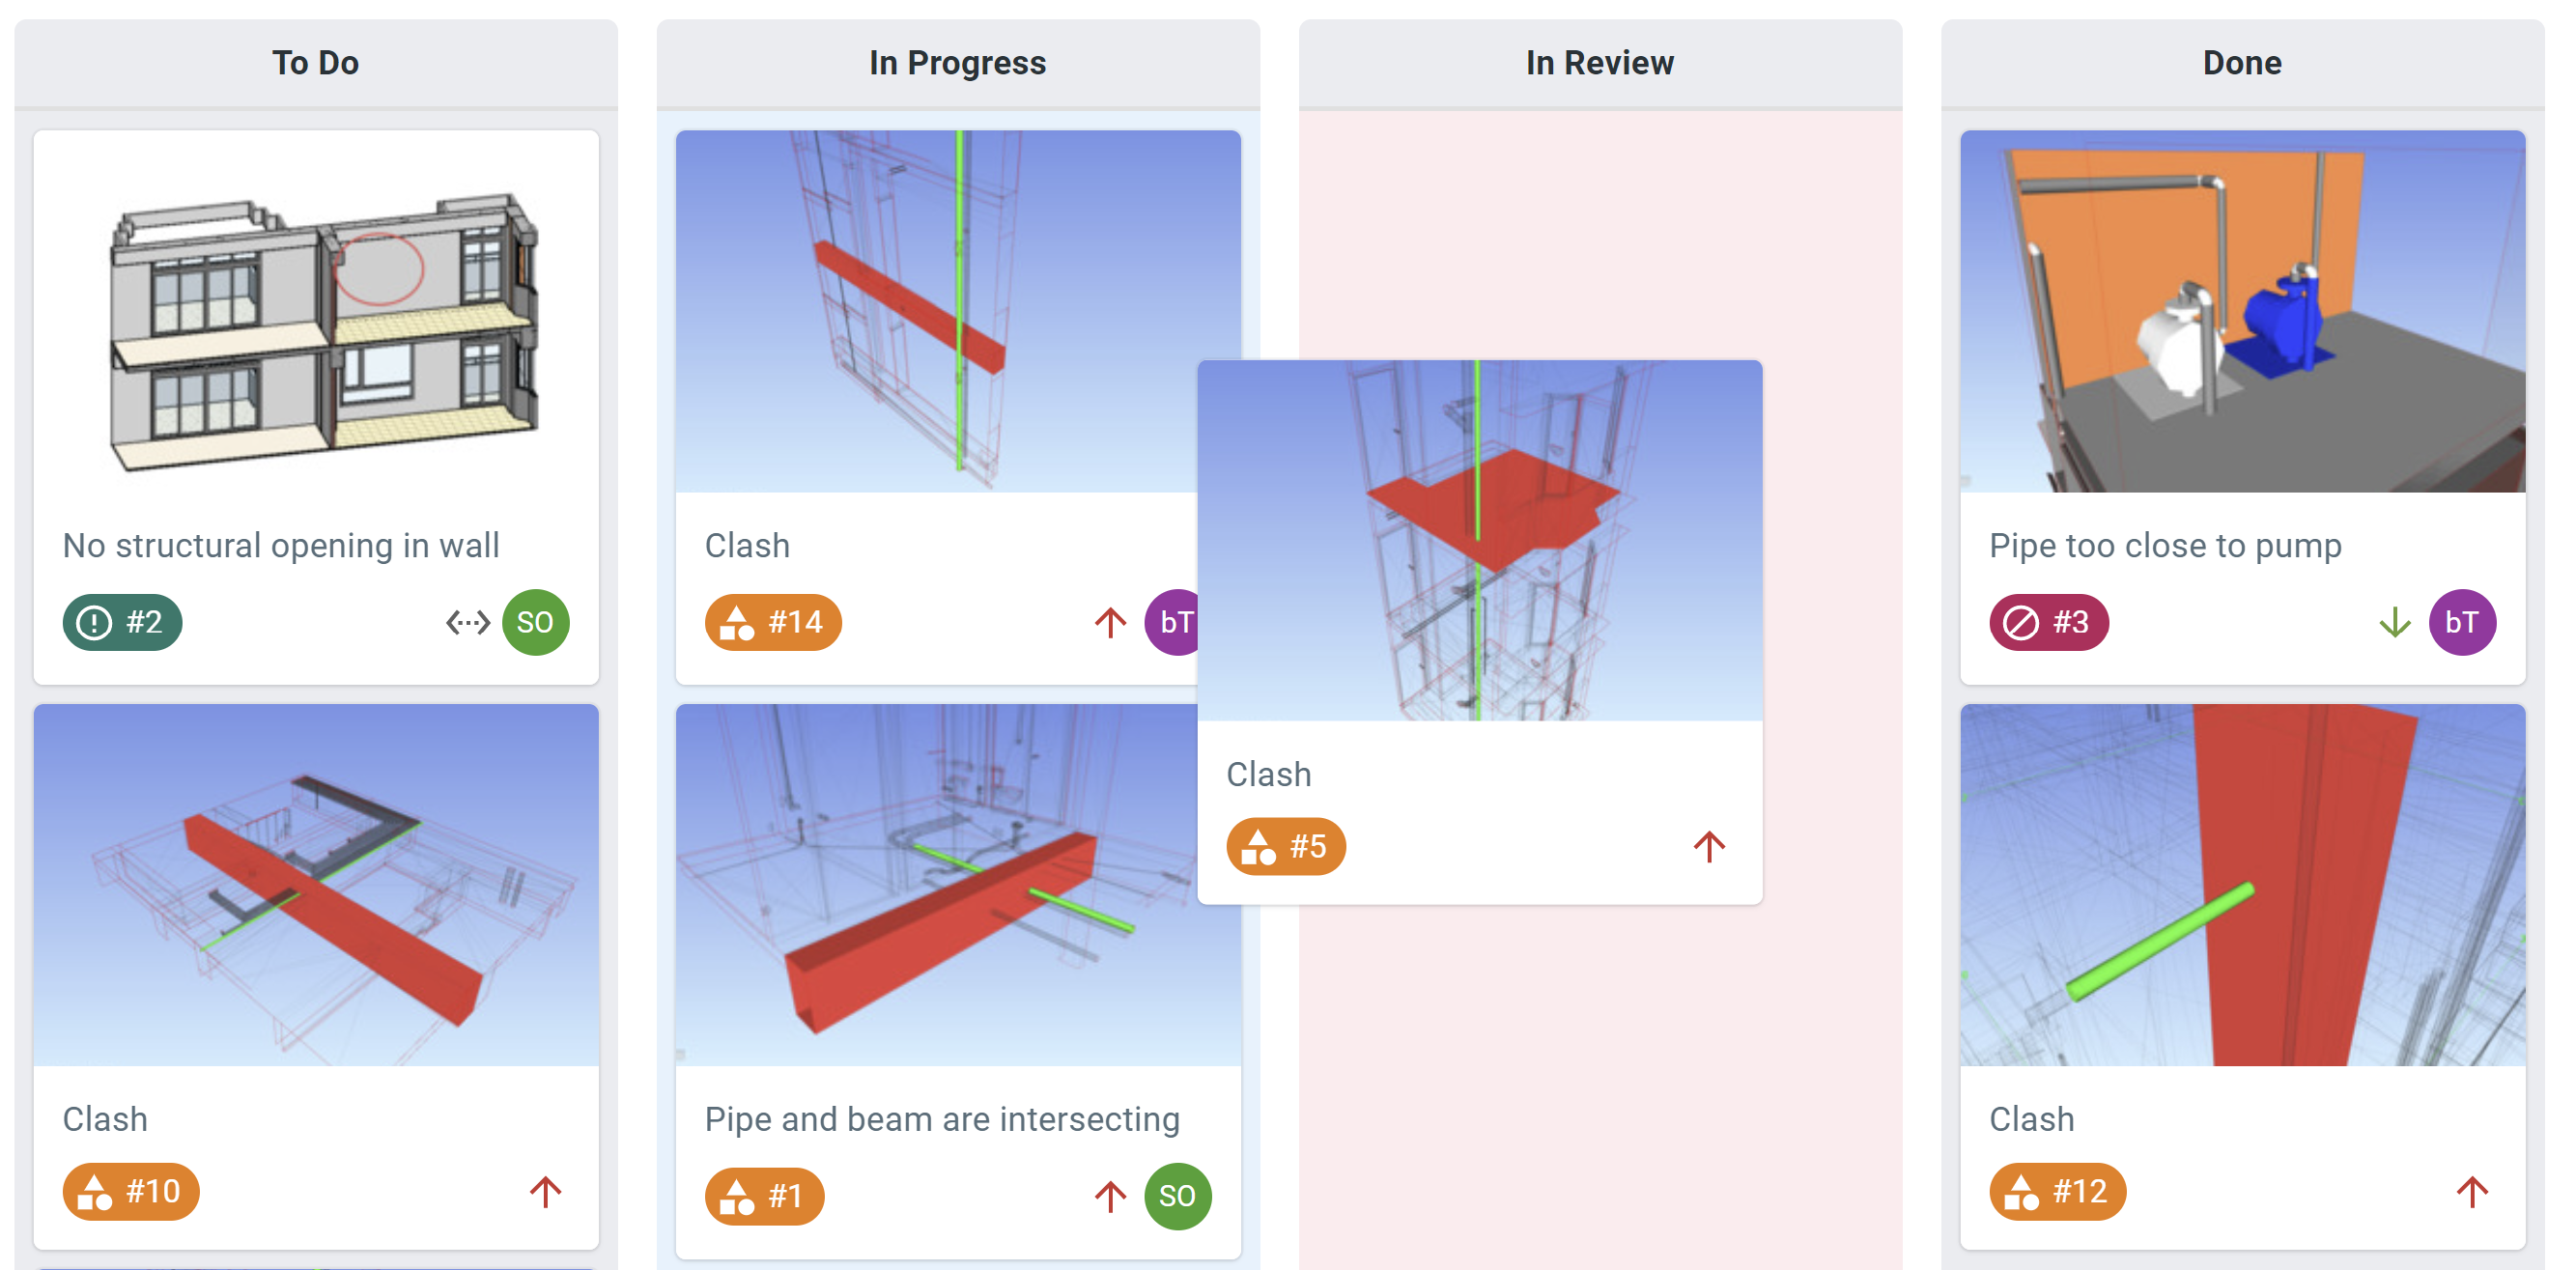 To Do
No structural opening in wall
#2
SO
Clash
#10
In Progress
Clash
#14
bT
Pipe and beam are intersecting
#1
SO
In Review
Clash
#5
Done
Pipe too close to pump
#3
bT
Clash
#12